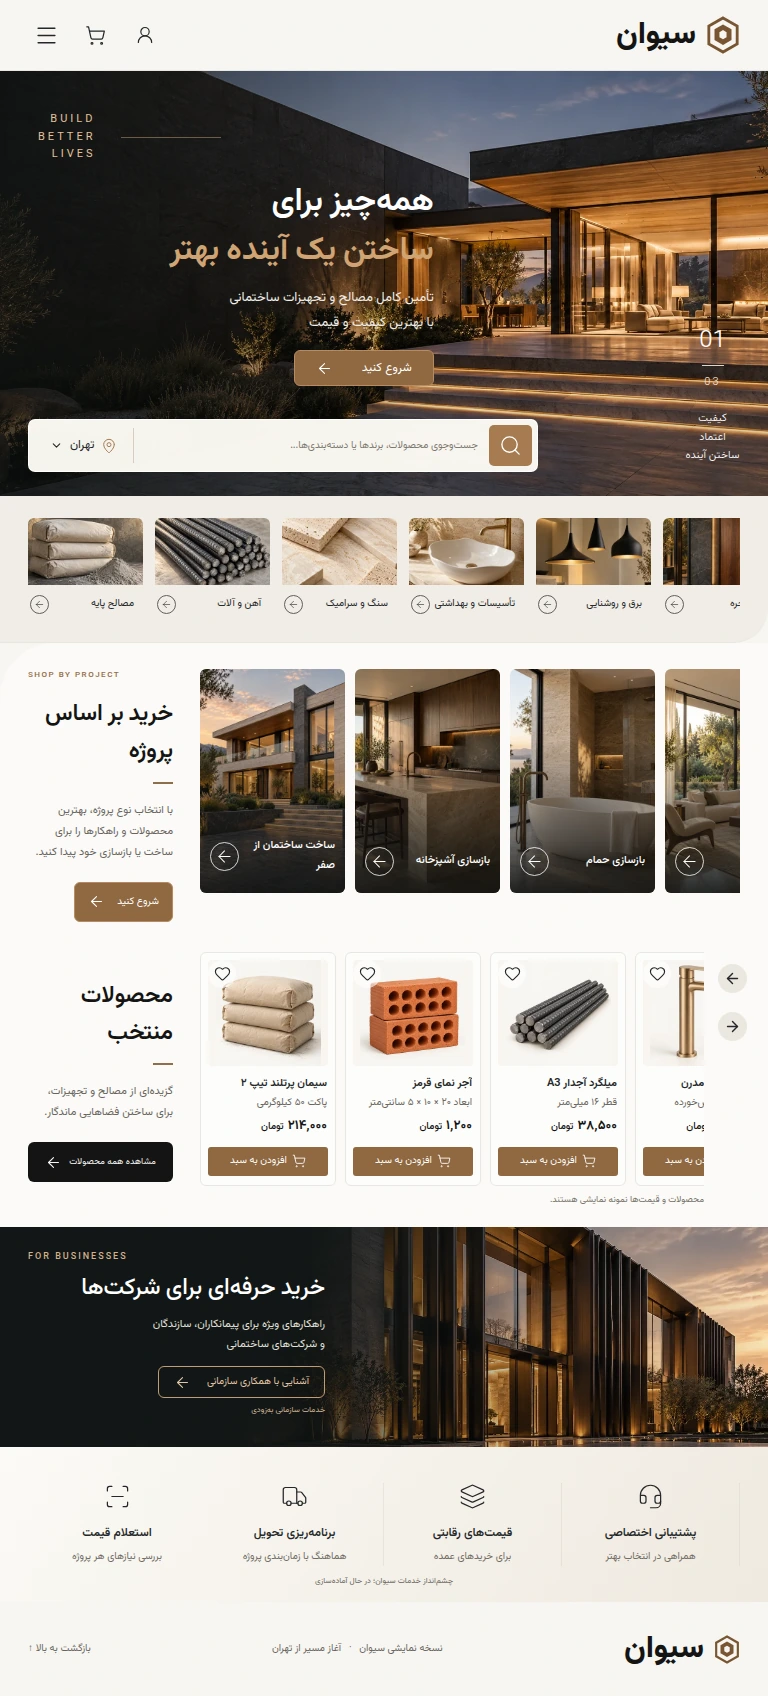 سیوان
BUILD
BETTER
LIVES
همه‌چیز برای
ساختن یک آینده بهتر
تأمین کامل مصالح و تجهیزات ساختمانی
با بهترین کیفیت و قیمت
شروع کنید
01
03
کیفیت
اعتماد
ساختن آینده
جست‌وجوی محصولات، برندها یا دسته‌بندی‌ها...
تهران
مصالح پایه
آهن و آلات
سنگ و سرامیک
تأسیسات و بهداشتی
برق و روشنایی
جره
SHOP BY PROJECT
خرید بر اساس
پروژه
با انتخاب نوع پروژه، بهترین
محصولات و راهکارها را برای
ساخت یا بازسازی خود پیدا کنید.
شروع کنید
ساخت ساختمان از
صفر
بازسازی آشپزخانه
بازسازی حمام
محصولات
منتخب
گزیده‌ای از مصالح و تجهیزات،
برای ساختن فضاهایی ماندگار.
مشاهده همه محصولات
سیمان پرتلند تیپ ۲
پاکت ۵۰ کیلوگرمی
۲۱۴,۰۰۰ تومان
افزودن به سبد
آجر نمای قرمز
ابعاد ۲۰ × ۱۰ × ۵ سانتی‌متر
۱,۲۰۰ تومان
افزودن به سبد
میلگرد آجدار A3
قطر ۱۶ میلی‌متر
۳۸,۵۰۰ تومان
افزودن به سبد
مدرن
ش‌خورده
ومان
دن به سبد
محصولات و قیمت‌ها نمونه نمایشی هستند.
FOR BUSINESSES
خرید حرفه‌ای برای شرکت‌ها
راهکارهای ویژه برای پیمانکاران، سازندگان
و شرکت‌های ساختمانی
آشنایی با همکاری سازمانی
خدمات سازمانی به‌زودی
پشتیبانی اختصاصی
همراهی در انتخاب بهتر
قیمت‌های رقابتی
برای خریدهای عمده
برنامه‌ریزی تحویل
هماهنگ با زمان‌بندی پروژه
استعلام قیمت
بررسی نیازهای هر پروژه
چشم‌انداز خدمات سیوان؛ در حال آماده‌سازی
سیوان
نسخه نمایشی سیوان · آغاز مسیر از تهران
بازگشت به بالا ↑